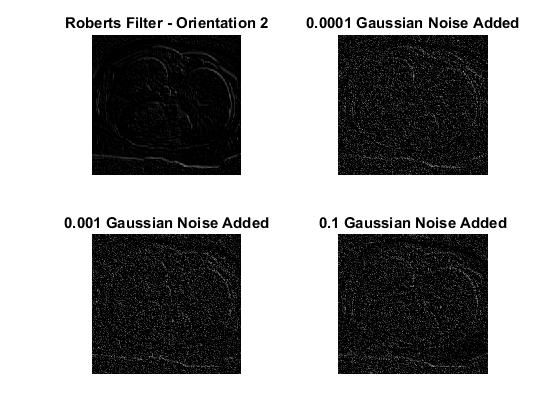 Roberts Filter - Orientation 2
0.0001 Gaussian Noise Added
0.001 Gaussian Noise Added
0.1 Gaussian Noise Added